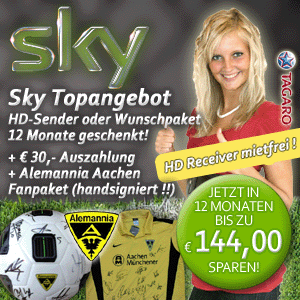 sky
TAGARO
Sky Topangebot
HD-Sender oder Wunschpaket
12 Monate geschenkt!
+ € 30,- Auszahlung
+ Alemannia Aachen
Fanpaket (handsigniert !!)
HD Receiver mietfrei !
JETZT IN
12 MONATEN
BIS ZU
€ 144,00
SPAREN!
Alemannia
Aachen
Münchener